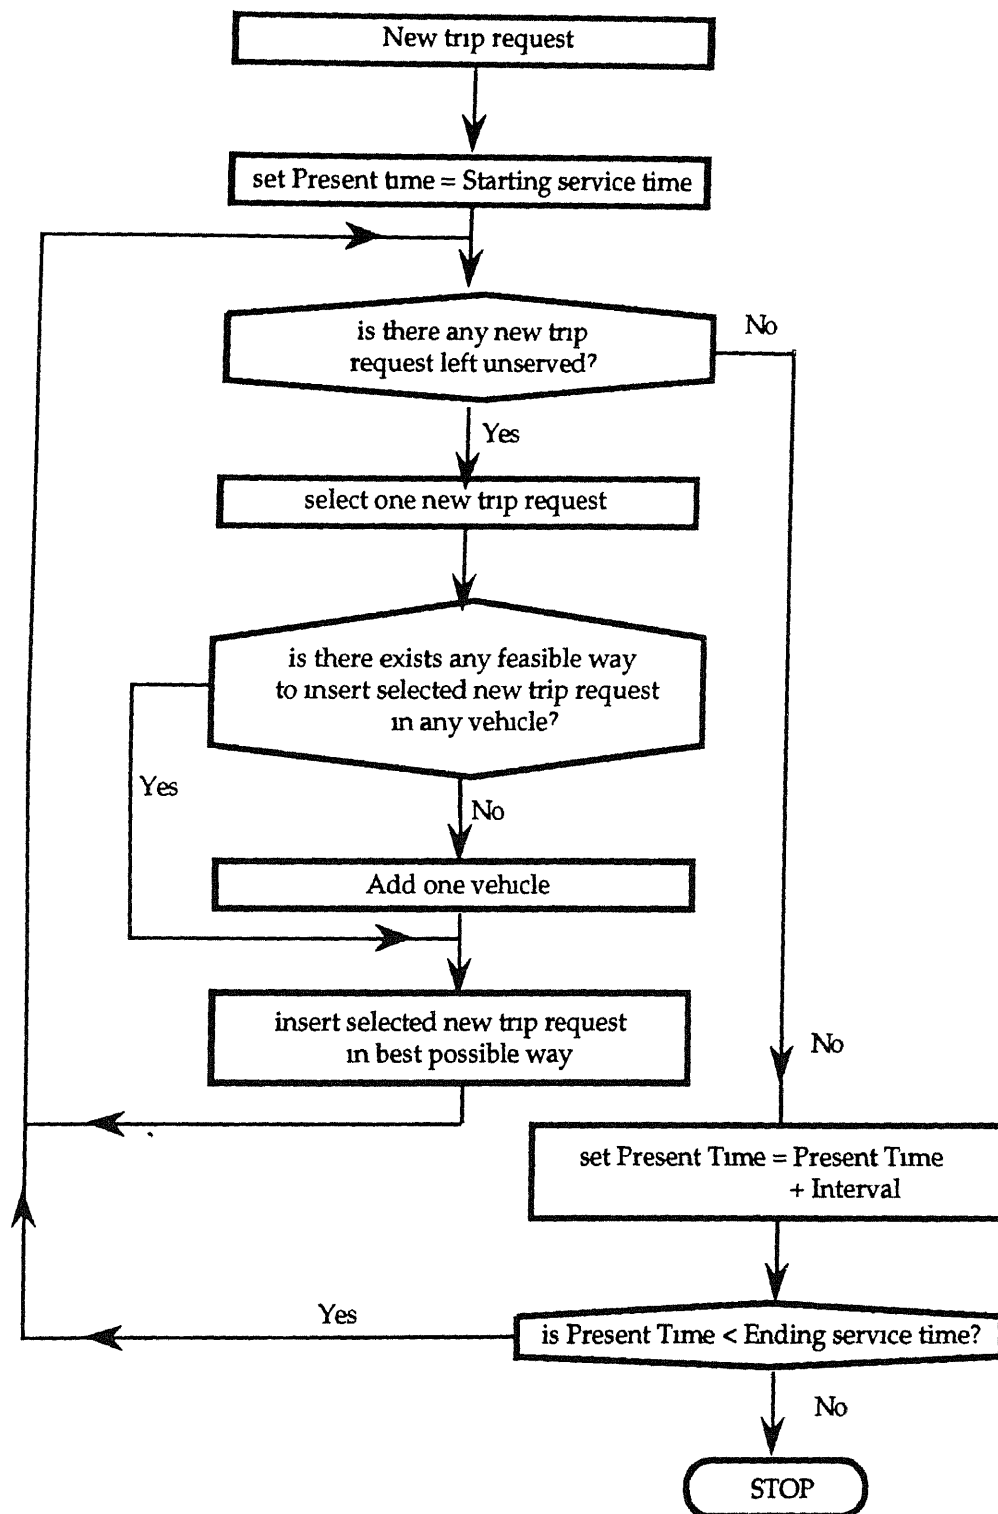 New trip request
set Present time = Starting service time
is there any new trip
request left unserved?
No
Yes
select one new trip request
is there exists any feasible way
to insert selected new trip request
in any vehicle?
Yes
No
Add one vehicle
insert selected new trip request
in best possible way
No
set Present Time = Present Time
+ Interval
Yes
is Present Time < Ending service time?
No
STOP